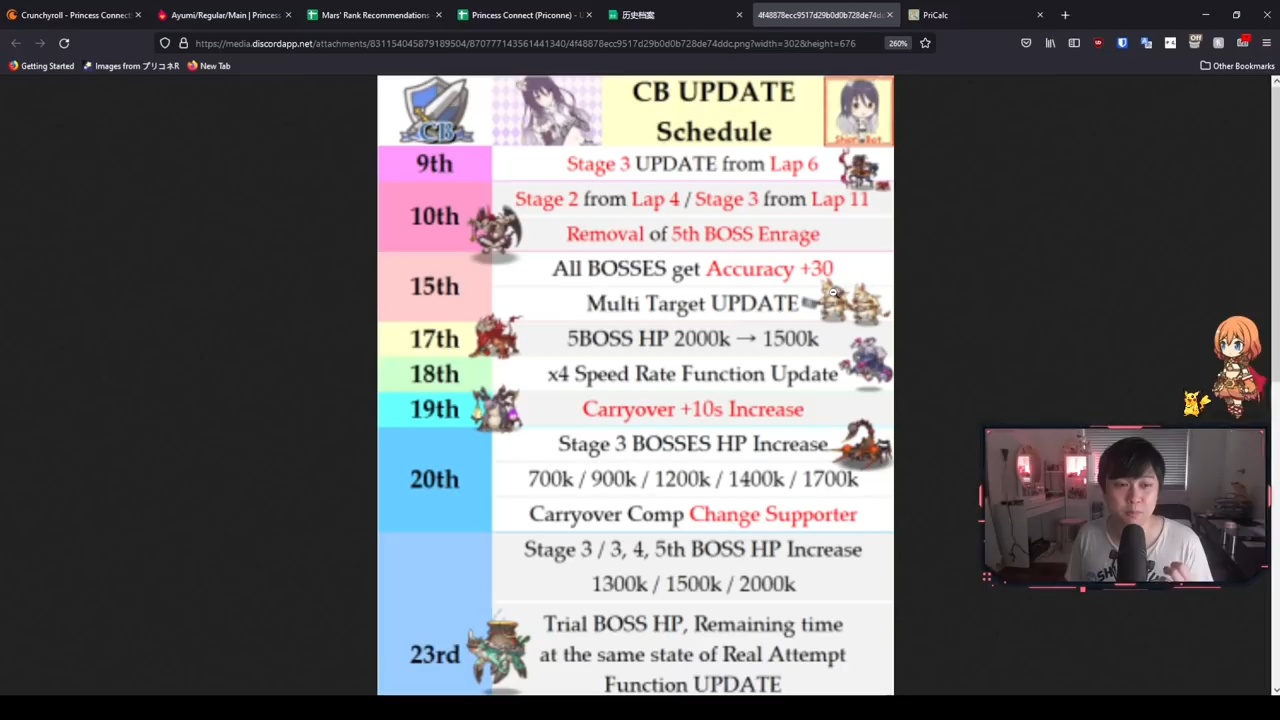 Crunchyroll - Princess Connect!
Ayumi/Regular/Main | Princess
Mars' Rank Recommendations
Princess Connect (Priconne) - U
历史档案
4f48878ecc9517d29b0d0b728de74dd
PriCalc
https://media.discordapp.net/attachments/831154045879189504/870777143561441340/4f48878ecc9517d29b0d0b728de74ddc.png?width=302&height=676
260%
Off
Getting Started
Images from プリコネR
New Tab
Other Bookmarks
CB
CB UPDATE
Schedule
9th
Stage 3 UPDATE from Lap 6
10th
Stage 2 from Lap 4 / Stage 3 from Lap 11
Removal of 5th BOSS Enrage
15th
All BOSSES get Accuracy +30
Multi Target UPDATE
17th
5BOSS HP 2000k → 1500k
18th
x4 Speed Rate Function Update
19th
Carryover +10s Increase
20th
Stage 3 BOSSES HP Increase
700k / 900k / 1200k / 1400k / 1700k
Carryover Comp Change Supporter
23rd
Stage 3 / 3, 4, 5th BOSS HP Increase
1300k / 1500k / 2000k
Trial BOSS HP, Remaining time
at the same state of Real Attempt
Function UPDATE